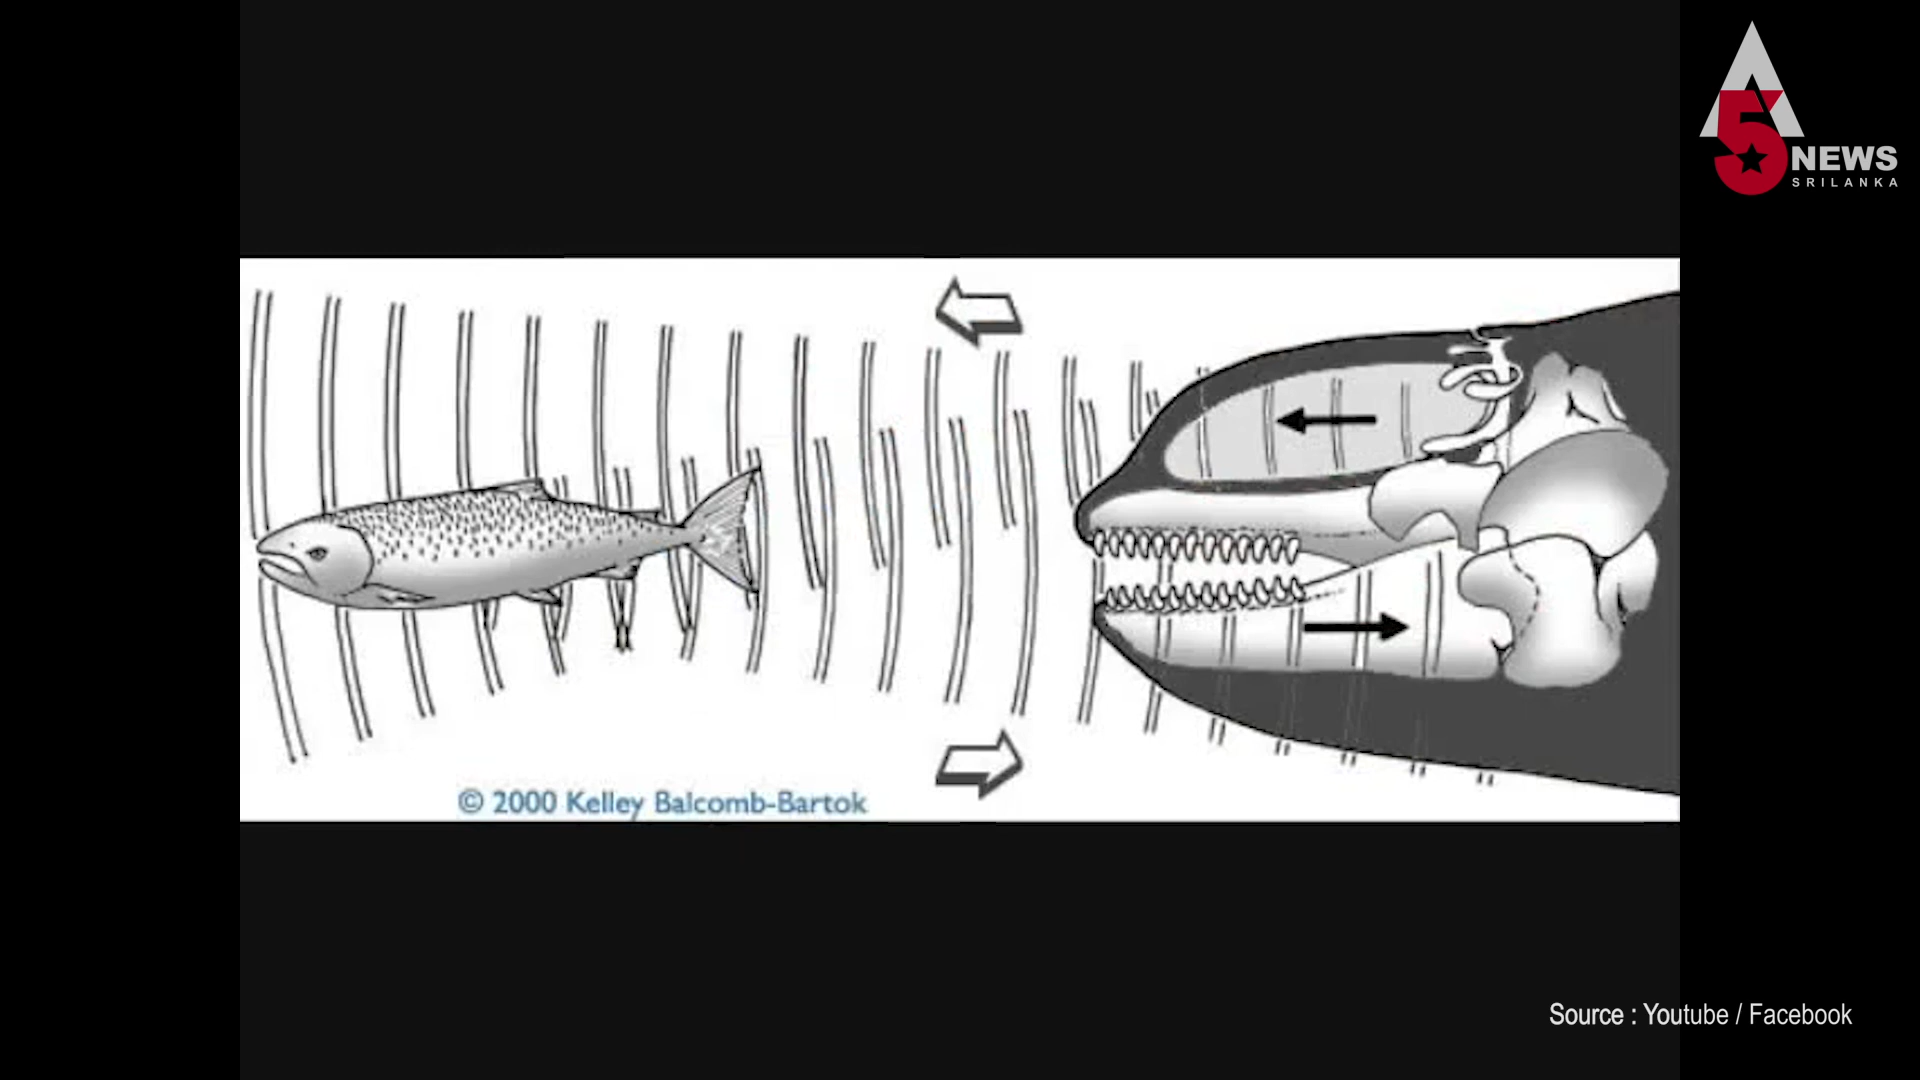 A
5
NEWS
SRILANKA
© 2000 Kelley Balcomb-Bartok
Source : Youtube / Facebook